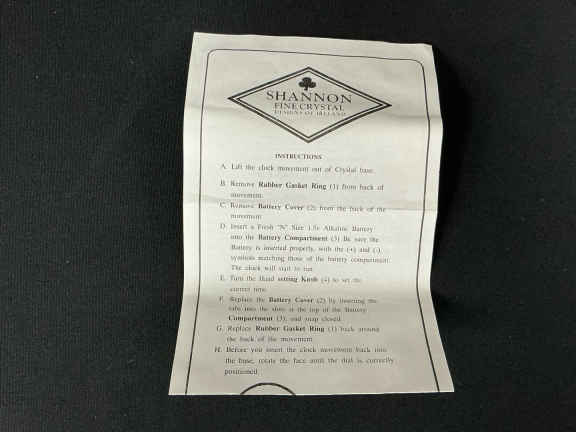 SHANNON
FINE CRYSTAL
DESIGNS OF IRELAND
INSTRUCTIONS
A. Lift the clock movement out of Crystal base.
B. Remove Rubber Gasket Ring (1) from back of
movement.
C. Remove Battery Cover (2) from the back of the
movement
D. Insert a Fresh "N" Size 1.5v Alkaline Battery
into the Battery Compartment (3) Be sure the
Battery is inserted properly, with the (+) and (-)
symbols matching those of the battery compartment.
The clock will start to run
E. Turn the Hand setting Knob (4) to set the
correct time.
F. Replace the Battery Cover (2) by inserting the
tabs into the slots at the top of the Battery
Compartment (3), and snap closed.
G. Replace Rubber Gasket Ring (1) back around
the back of the movement.
H. Before you insert the clock movement back into
the base, rotate the face until the dial is correctly
positioned.